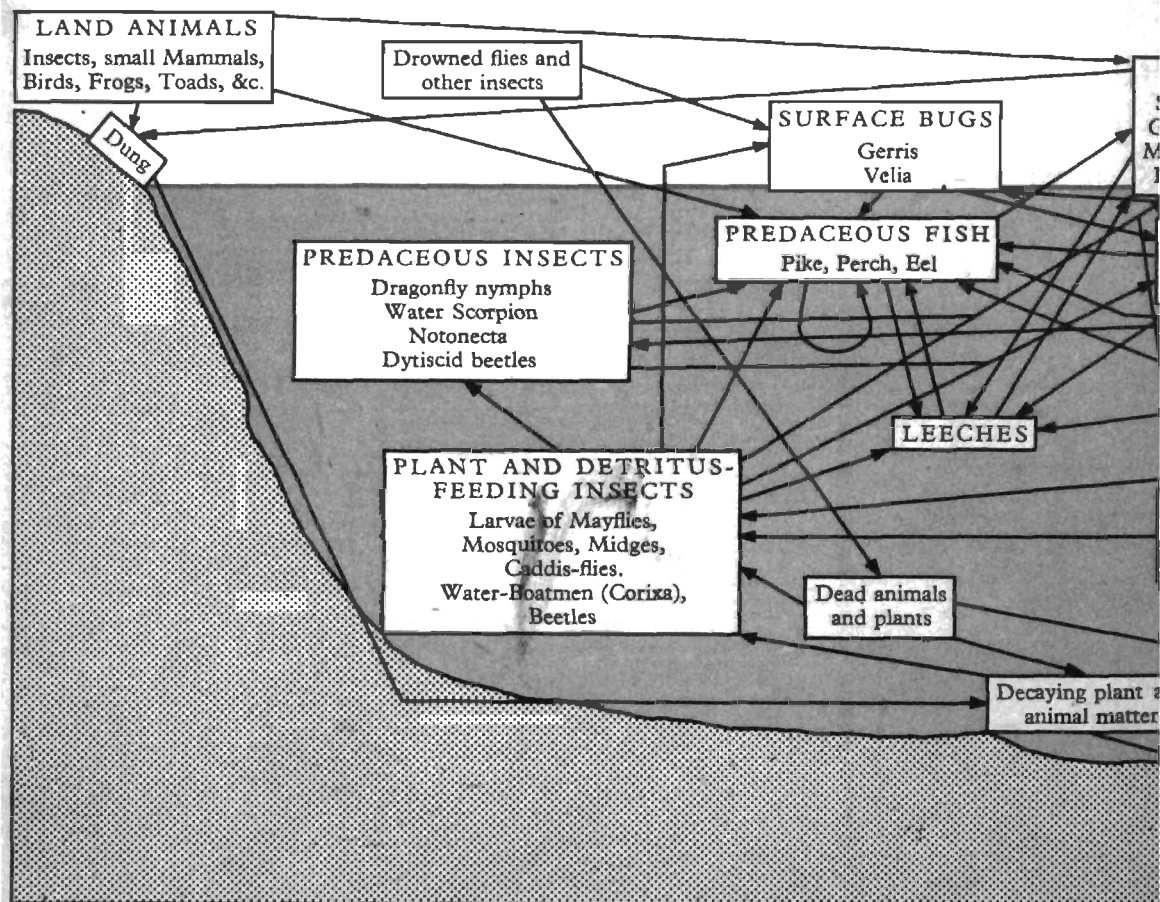 LAND ANIMALS
Insects, small Mammals,
Birds, Frogs, Toads, &c.
Drowned flies and
other insects
Dung
SURFACE BUGS
Gerris
Velia
PREDACEOUS FISH
Pike, Perch, Eel
PREDACEOUS INSECTS
Dragonfly nymphs
Water Scorpion
Notonecta
Dytiscid beetles
LEECHES
PLANT AND DETRITUS-
FEEDING INSECTS
Larvae of Mayflies,
Mosquitoes, Midges,
Caddis-flies.
Water-Boatmen (Corixa),
Beetles
Dead animals
and plants
Decaying plant a
animal matter